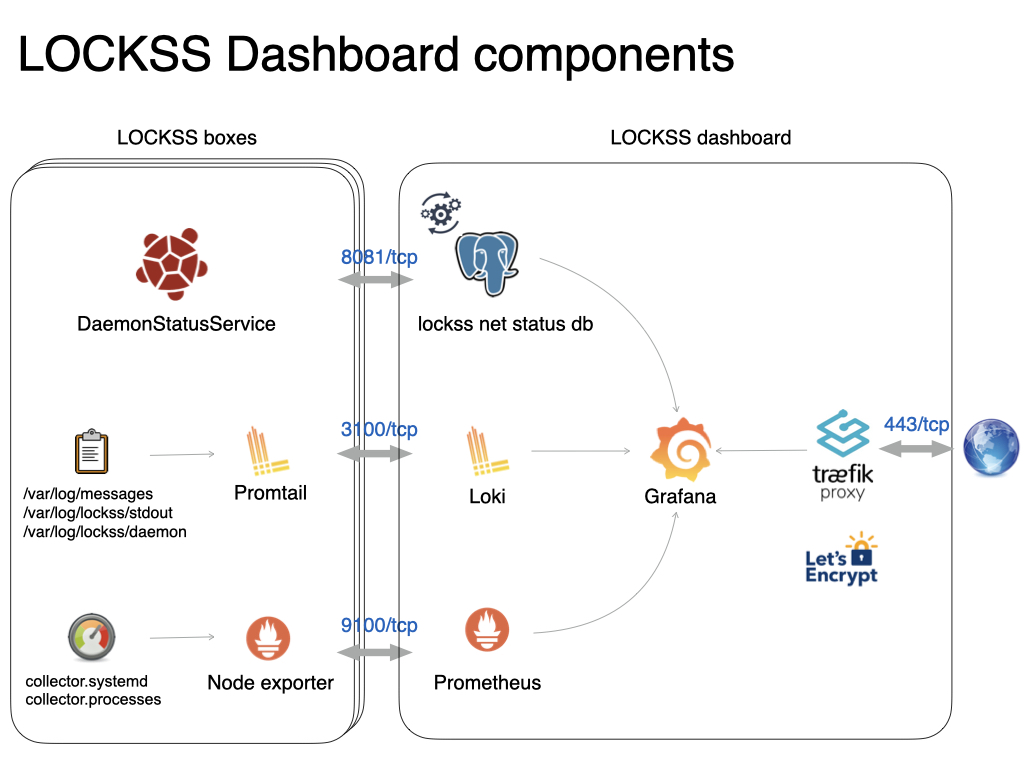 LOCKSS Dashboard components
LOCKSS boxes
LOCKSS dashboard
8081/tcp
DaemonStatusService
lockss net status db
3100/tcp
443/tcp
/var/log/messages
/var/log/lockss/stdout
/var/log/lockss/daemon
Promtail
Loki
Grafana
træfik
proxy
Let's
Encrypt
9100/tcp
collector.systemd
collector.processes
Node exporter
Prometheus